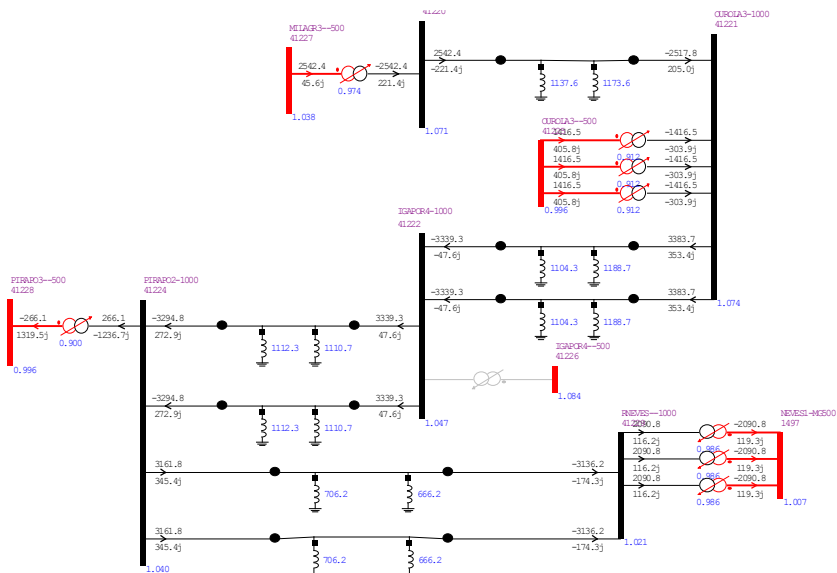 41220
MILAGR3--500
41227
OUROLA3-1000
41221
2542.4
45.6j
-2542.4
221.4j
0.974
1.038
2542.4
-221.4j
1137.6
1173.6
-2517.8
205.0j
1.071
OUROLA3--500
1416.5
405.8j
0.912
-1416.5
-303.9j
1416.5
405.8j
0.912
-1416.5
-303.9j
1416.5
405.8j
0.912
-1416.5
-303.9j
0.996
IGAPOR4-1000
41222
-3339.3
-47.6j
1104.3
1188.7
3383.7
353.4j
-3339.3
-47.6j
1104.3
1188.7
3383.7
353.4j
1.074
PIRAPO3--500
41228
PIRAPO2-1000
41224
-266.1
1319.5j
266.1
-1236.7j
0.900
0.996
-3294.8
272.9j
1112.3
1110.7
3339.3
47.6j
IGAPOR4--500
41226
1.084
-3294.8
272.9j
1112.3
1110.7
3339.3
47.6j
1.047
RNEVES--1000
NEVES1-MG500
1497
2090.8
116.2j
0.986
-2090.8
119.3j
2090.8
116.2j
0.986
-2090.8
119.3j
2090.8
116.2j
0.986
-2090.8
119.3j
1.007
3161.8
345.4j
706.2
666.2
-3136.2
-174.3j
3161.8
345.4j
706.2
666.2
-3136.2
-174.3j
1.021
1.040